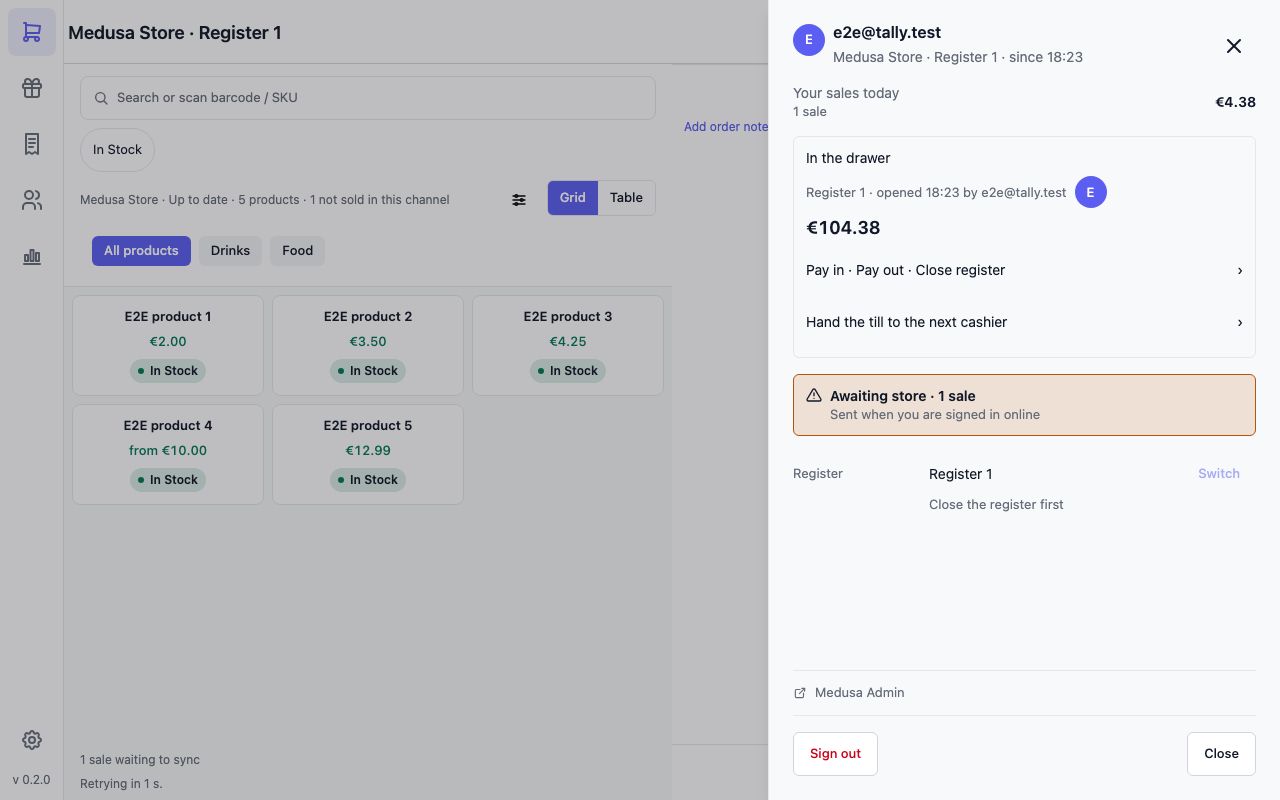 Medusa Store · Register 1
Search or scan barcode / SKU
In Stock
Medusa Store · Up to date · 5 products · 1 not sold in this channel
Grid
Table
All products
Drinks
Food
E2E product 1
€2.00
In Stock
E2E product 2
€3.50
In Stock
E2E product 3
€4.25
In Stock
E2E product 4
from €10.00
In Stock
E2E product 5
€12.99
In Stock
1 sale waiting to sync
Retrying in 1 s.
v 0.2.0
Add order note
E
e2e@tally.test
Medusa Store · Register 1 · since 18:23
Your sales today
1 sale
€4.38
In the drawer
Register 1 · opened 18:23 by e2e@tally.test
E
€104.38
Pay in · Pay out · Close register ›
Hand the till to the next cashier ›
Awaiting store · 1 sale
Sent when you are signed in online
Register
Register 1
Switch
Close the register first
Medusa Admin
Sign out
Close